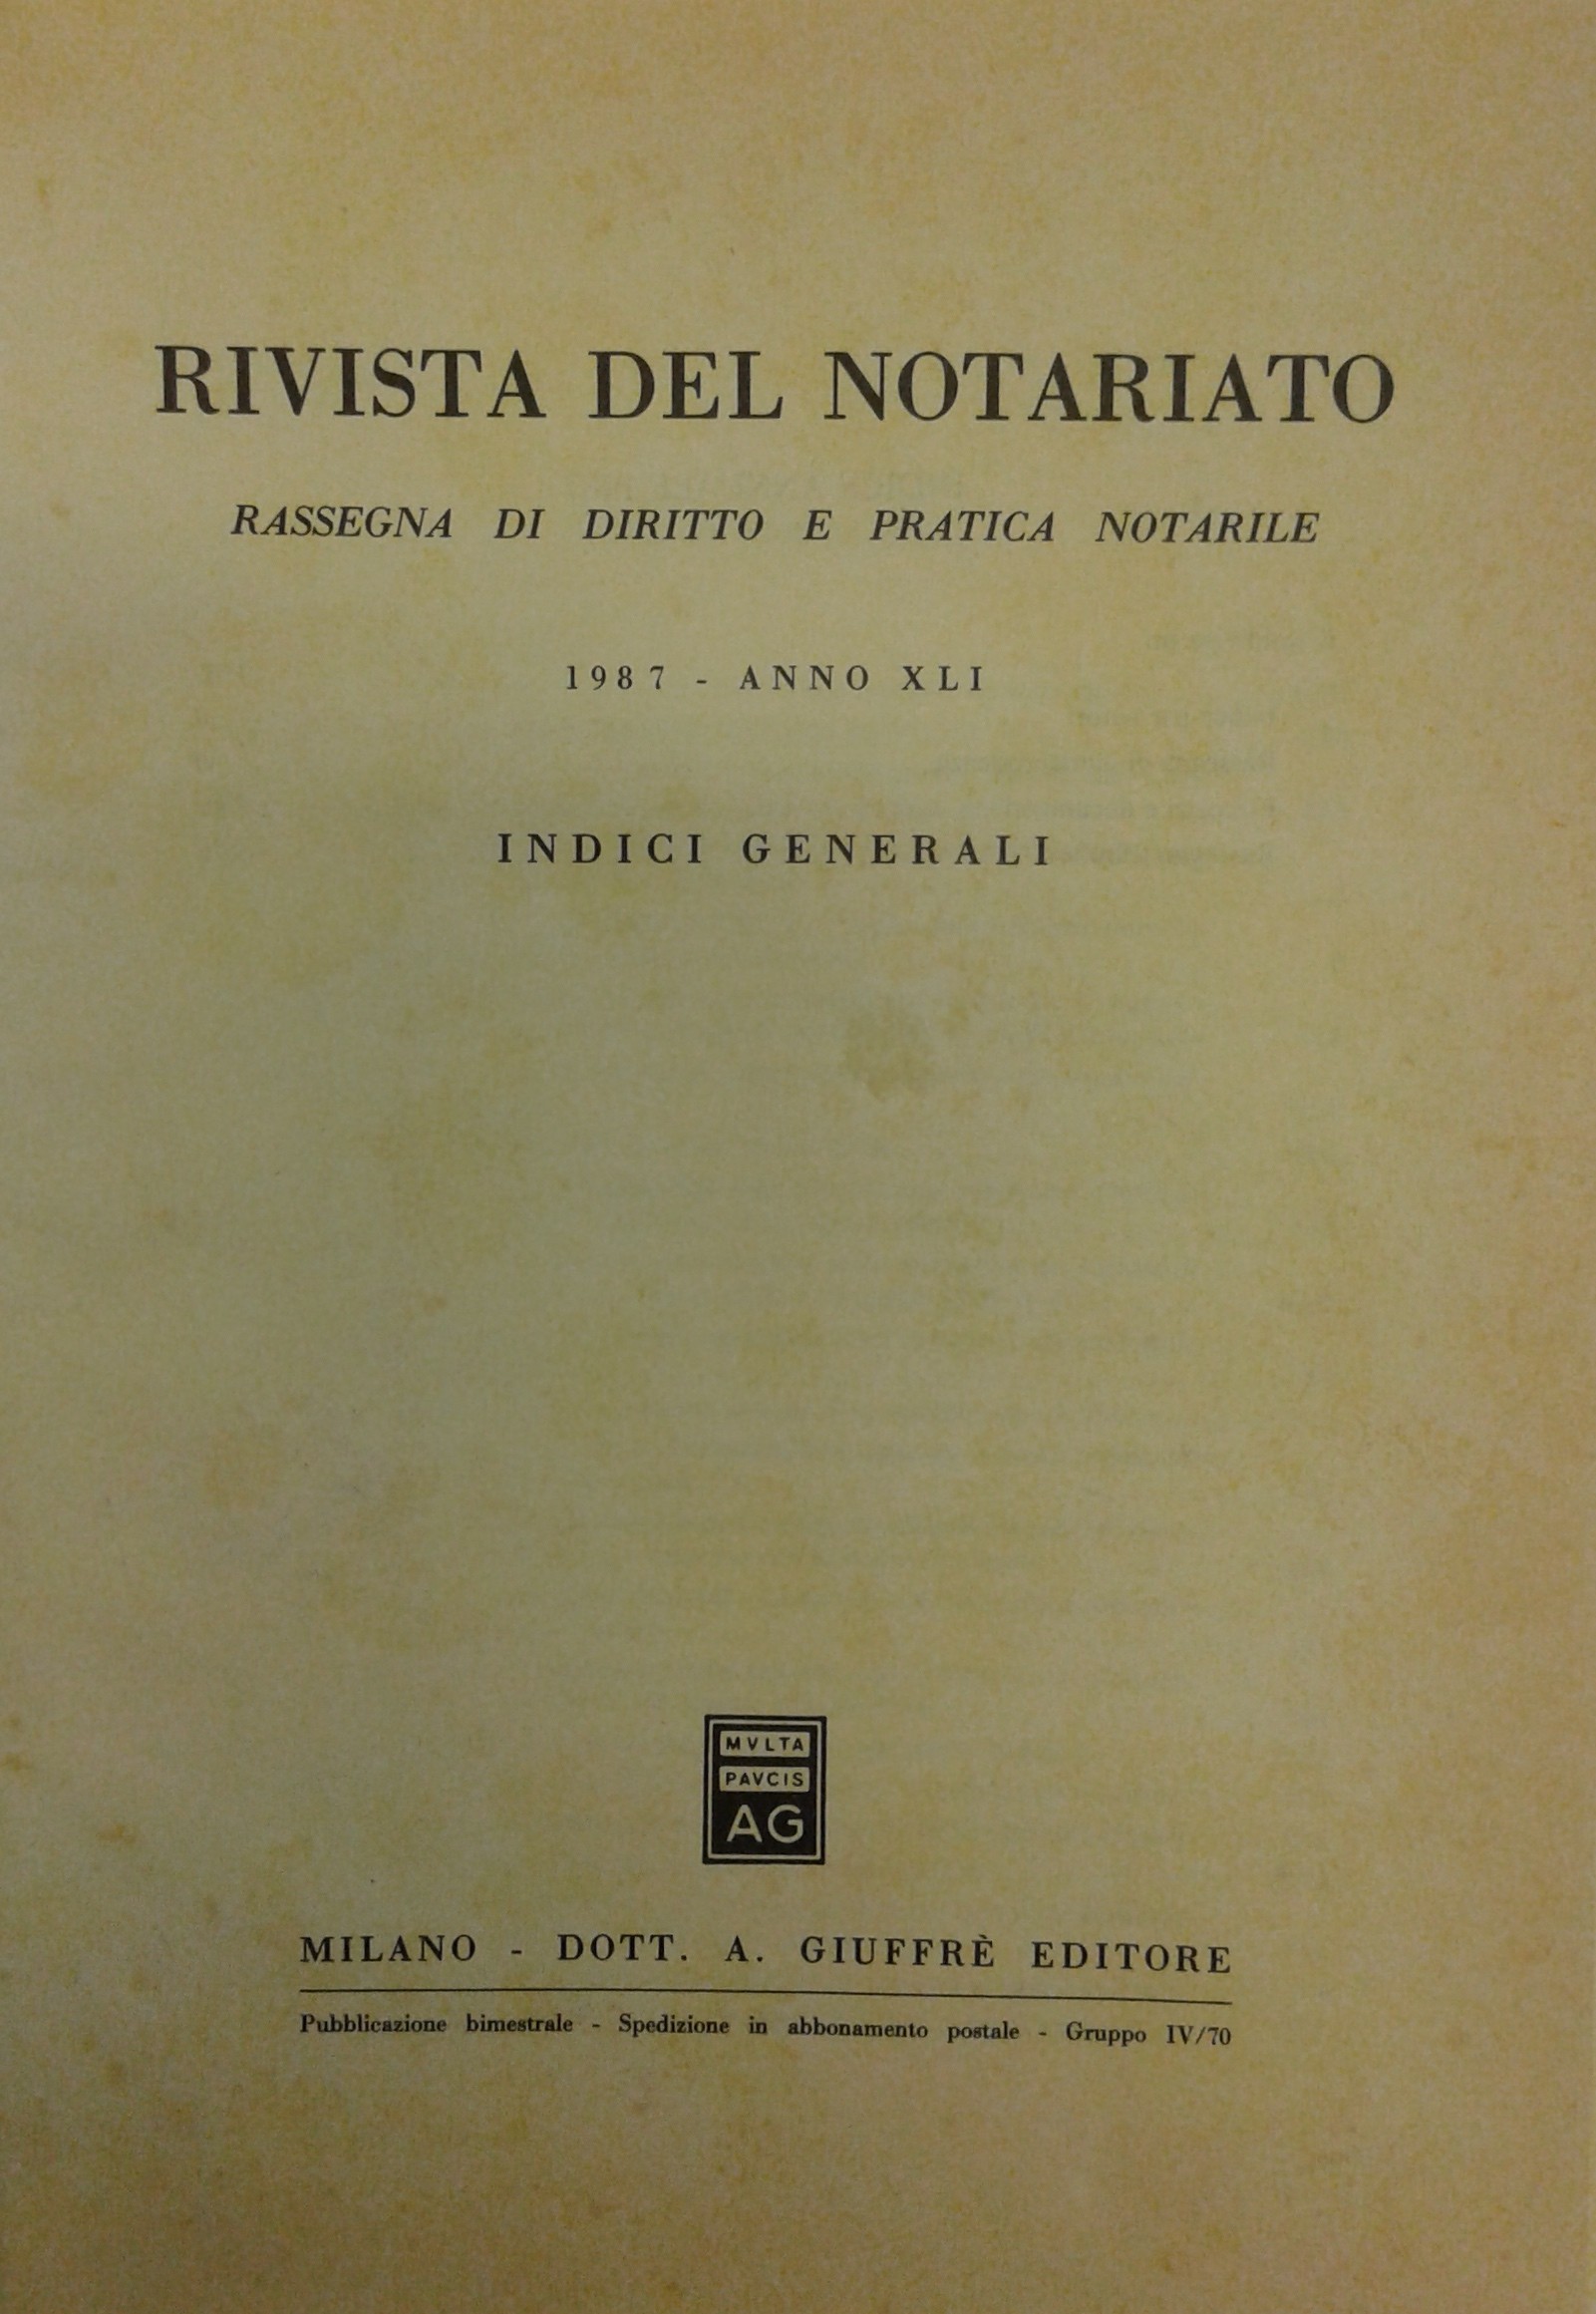 RIVISTA DEL NOTARIATO
RASSEGNA DI DIRITTO E PRATICA NOTARILE
1987 - ANNO XLI
INDICI GENERALI
MVLTA
PAVCIS
AG
MILANO - DOTT. A. GIUFFRÈ EDITORE
Pubblicazione bimestrale - Spedizione in abbonamento postale - Gruppo IV/70